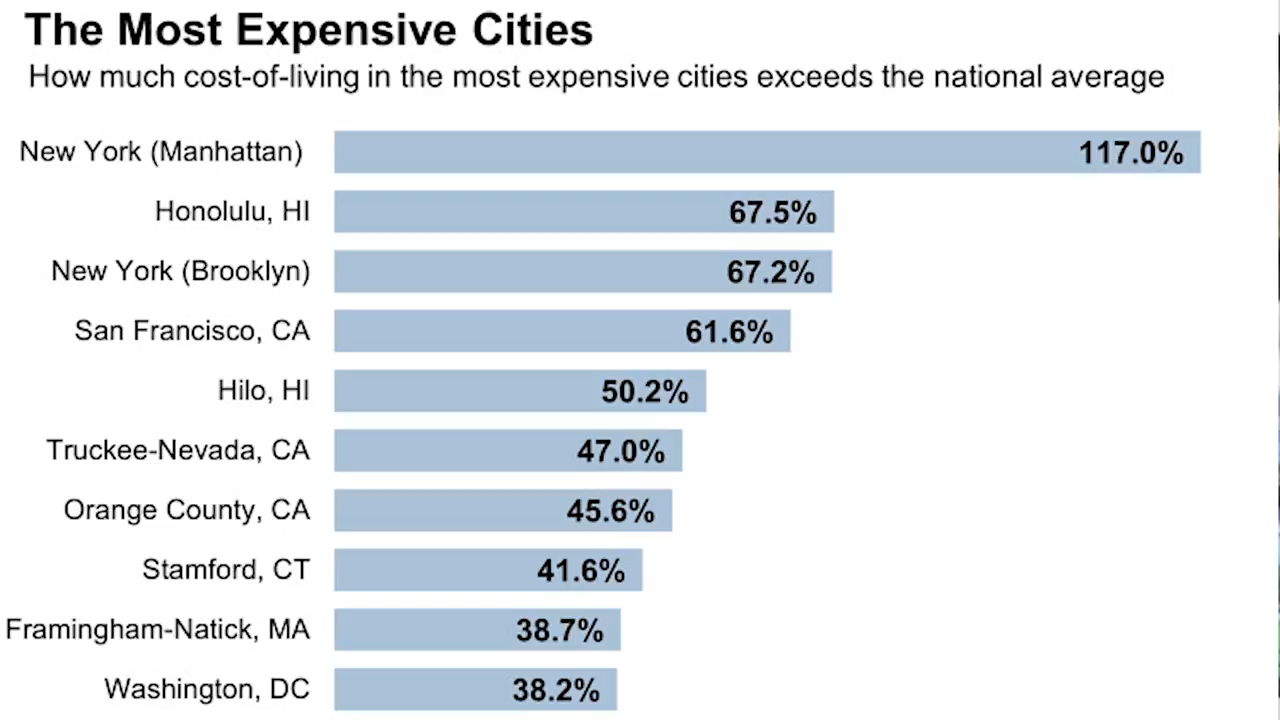 The Most Expensive Cities
How much cost-of-living in the most expensive cities exceeds the national average
New York (Manhattan) 117.0%
Honolulu, HI 67.5%
New York (Brooklyn) 67.2%
San Francisco, CA 61.6%
Hilo, HI 50.2%
Truckee-Nevada, CA 47.0%
Orange County, CA 45.6%
Stamford, CT 41.6%
Framingham-Natick, MA 38.7%
Washington, DC 38.2%